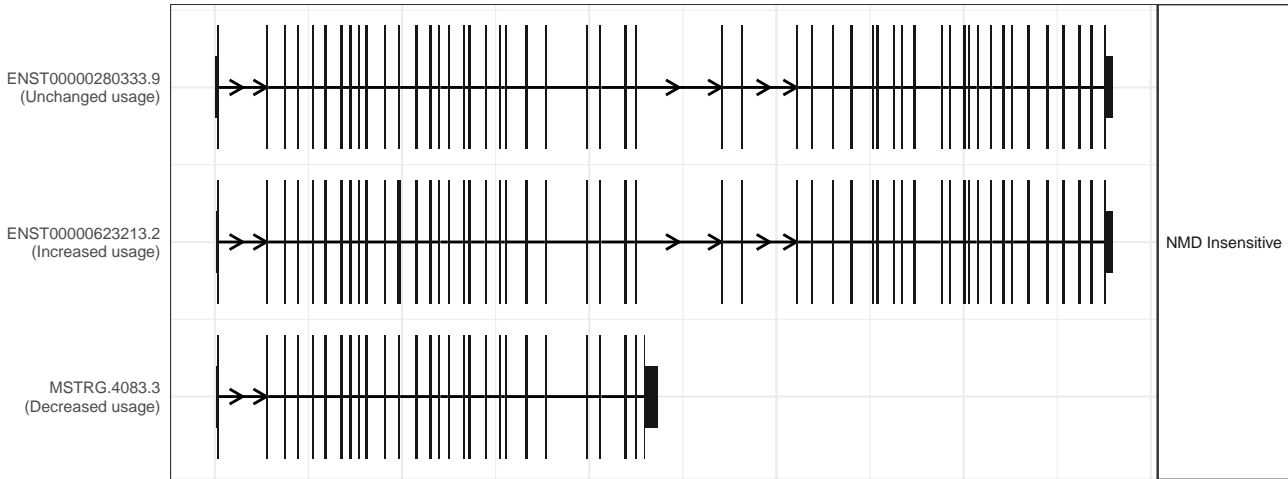 ENST00000280333.9
(Unchanged usage)
ENST00000623213.2
(Increased usage)
NMD Insensitive
MSTRG.4083.3
(Decreased usage)